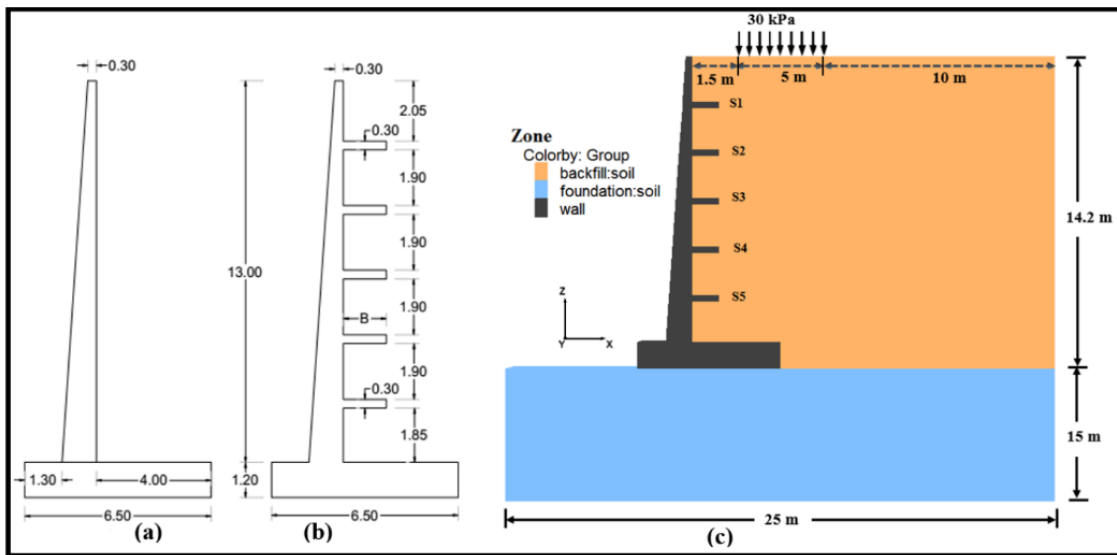 0.30
13.00
1.30
4.00
1.20
6.50
(a)
0.30
2.05
0.30
1.90
1.90
1.90
B
1.90
0.30
1.85
6.50
(b)
30 kPa
1.5 m
5 m
10 m
S1
S2
S3
S4
S5
Zone
Colorby: Group
backfill:soil
foundation:soil
wall
Z
Y
X
14.2 m
15 m
25 m
(c)